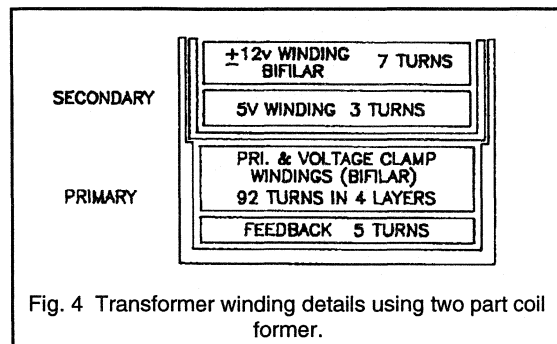 ±12v WINDING 7 TURNS
BIFILAR
SECONDARY
5V WINDING 3 TURNS
PRI. & VOLTAGE CLAMP
WINDINGS (BIFILAR)
PRIMARY
92 TURNS IN 4 LAYERS
FEEDBACK 5 TURNS
Fig. 4 Transformer winding details using two part coil
former.